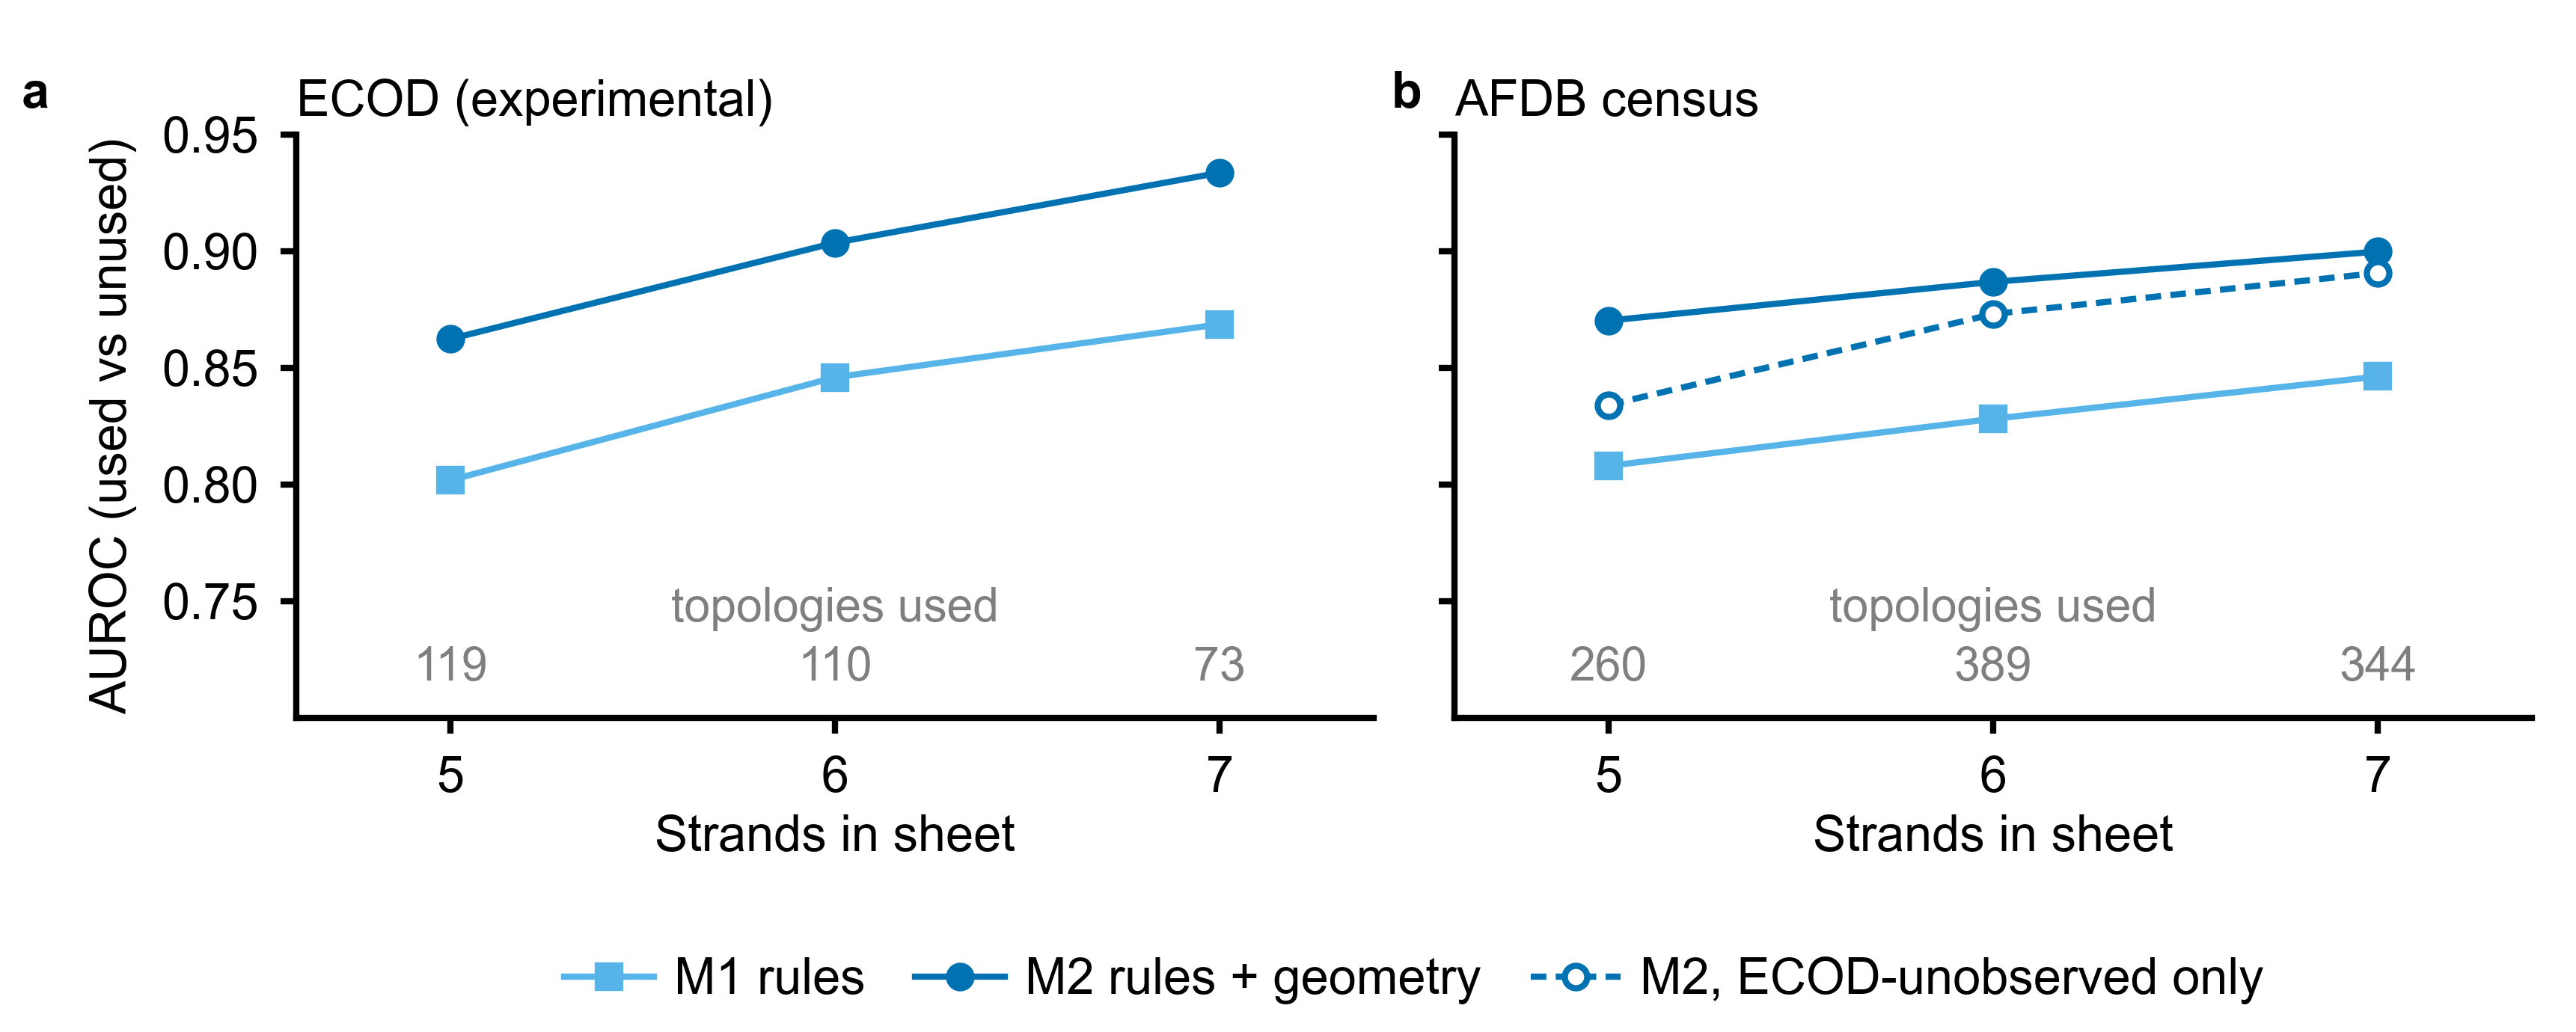 a
ECOD (experimental)
AUROC (used vs unused)
0.95
0.90
0.85
0.80
0.75
topologies used
119 110 73
5 6 7
Strands in sheet
b
AFDB census
topologies used
260 389 344
5 6 7
Strands in sheet
M1 rules
M2 rules + geometry
M2, ECOD-unobserved only